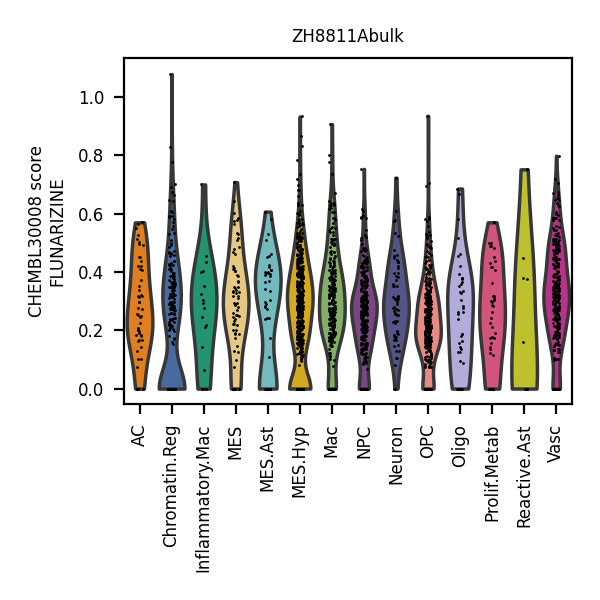 ZH8811Abulk
CHEMBL30008 score
FLUNARIZINE
1.0
0.8
0.6
0.4
0.2
0.0
AC
Chromatin.Reg
Inflammatory.Mac
MES
MES.Ast
MES.Hyp
Mac
NPC
Neuron
OPC
Oligo
Prolif.Metab
Reactive.Ast
Vasc